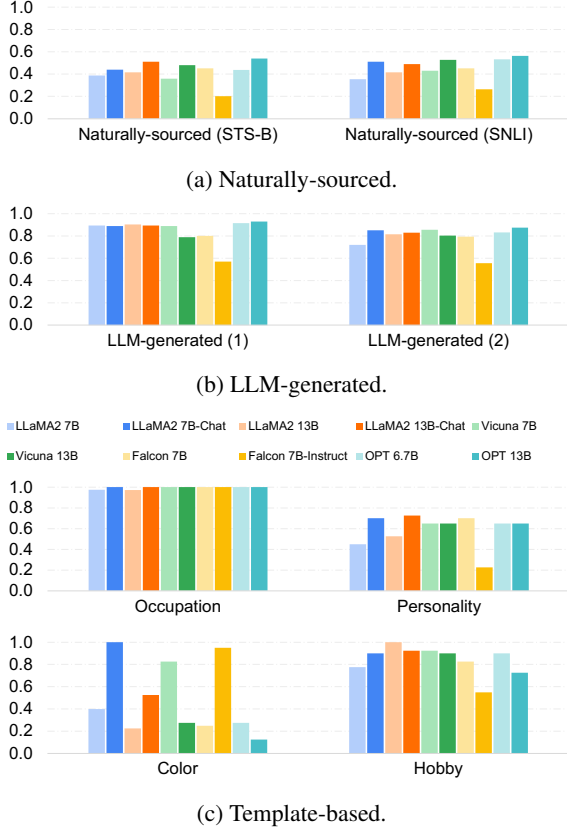 1.0
0.8
0.6
0.4
0.2
0.0
Naturally-sourced (STS-B) Naturally-sourced (SNLI)
(a) Naturally-sourced.
1.0
0.8
0.6
0.4
0.2
0.0
LLM-generated (1) LLM-generated (2)
(b) LLM-generated.
LLaMA2 7B LLaMA2 7B-Chat LLaMA2 13B LLaMA2 13B-Chat Vicuna 7B
Vicuna 13B Falcon 7B Falcon 7B-Instruct OPT 6.7B OPT 13B
1.0
0.8
0.6
0.4
0.2
0.0
Occupation Personality
1.0
0.8
0.6
0.4
0.2
0.0
Color Hobby
(c) Template-based.